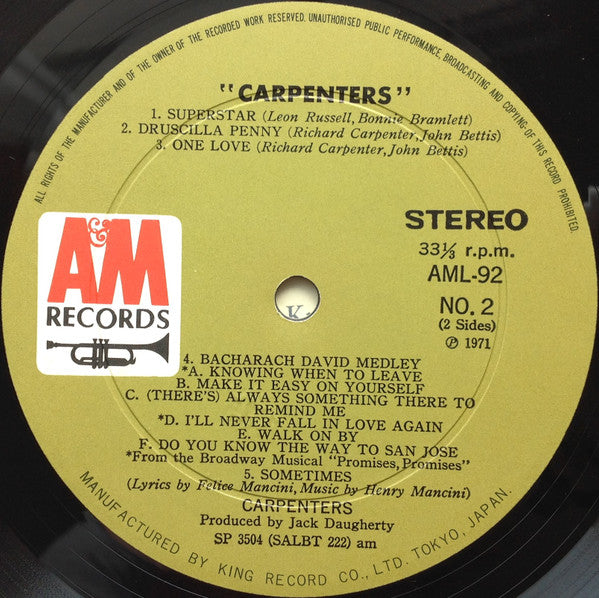 ALL RIGHTS OF THE MANUFACTURER AND OF THE OWNER OF THE RECORDED WORK RESERVED. UNAUTHORISED PUBLIC PERFORMANCE, BROADCASTING AND COPYING OF THIS RECORD PROHIBITED.
"CARPENTERS"
1. SUPERSTAR (Leon Russell, Bonnie Bramlett)
2. DRUSCILLA PENNY (Richard Carpenter, John Bettis)
3. ONE LOVE (Richard Carpenter, John Bettis)
A&M
RECORDS
STEREO
33⅓ r.p.m.
AML-92
NO. 2
(2 Sides)
℗ 1971
K.
4. BACHARACH DAVID MEDLEY
*A. KNOWING WHEN TO LEAVE
B. MAKE IT EASY ON YOURSELF
C. (THERE'S) ALWAYS SOMETHING THERE TO
REMIND ME
*D. I'LL NEVER FALL IN LOVE AGAIN
E. WALK ON BY
F. DO YOU KNOW THE WAY TO SAN JOSE
*From the Broadway Musical "Promises, Promises"
5. SOMETIMES
(Lyrics by Felice Mancini, Music by Henry Mancini)
CARPENTERS
Produced by Jack Daugherty
SP 3504 (SALBT 222) am
MANUFACTURED BY KING RECORD CO., LTD. TOKYO, JAPAN.